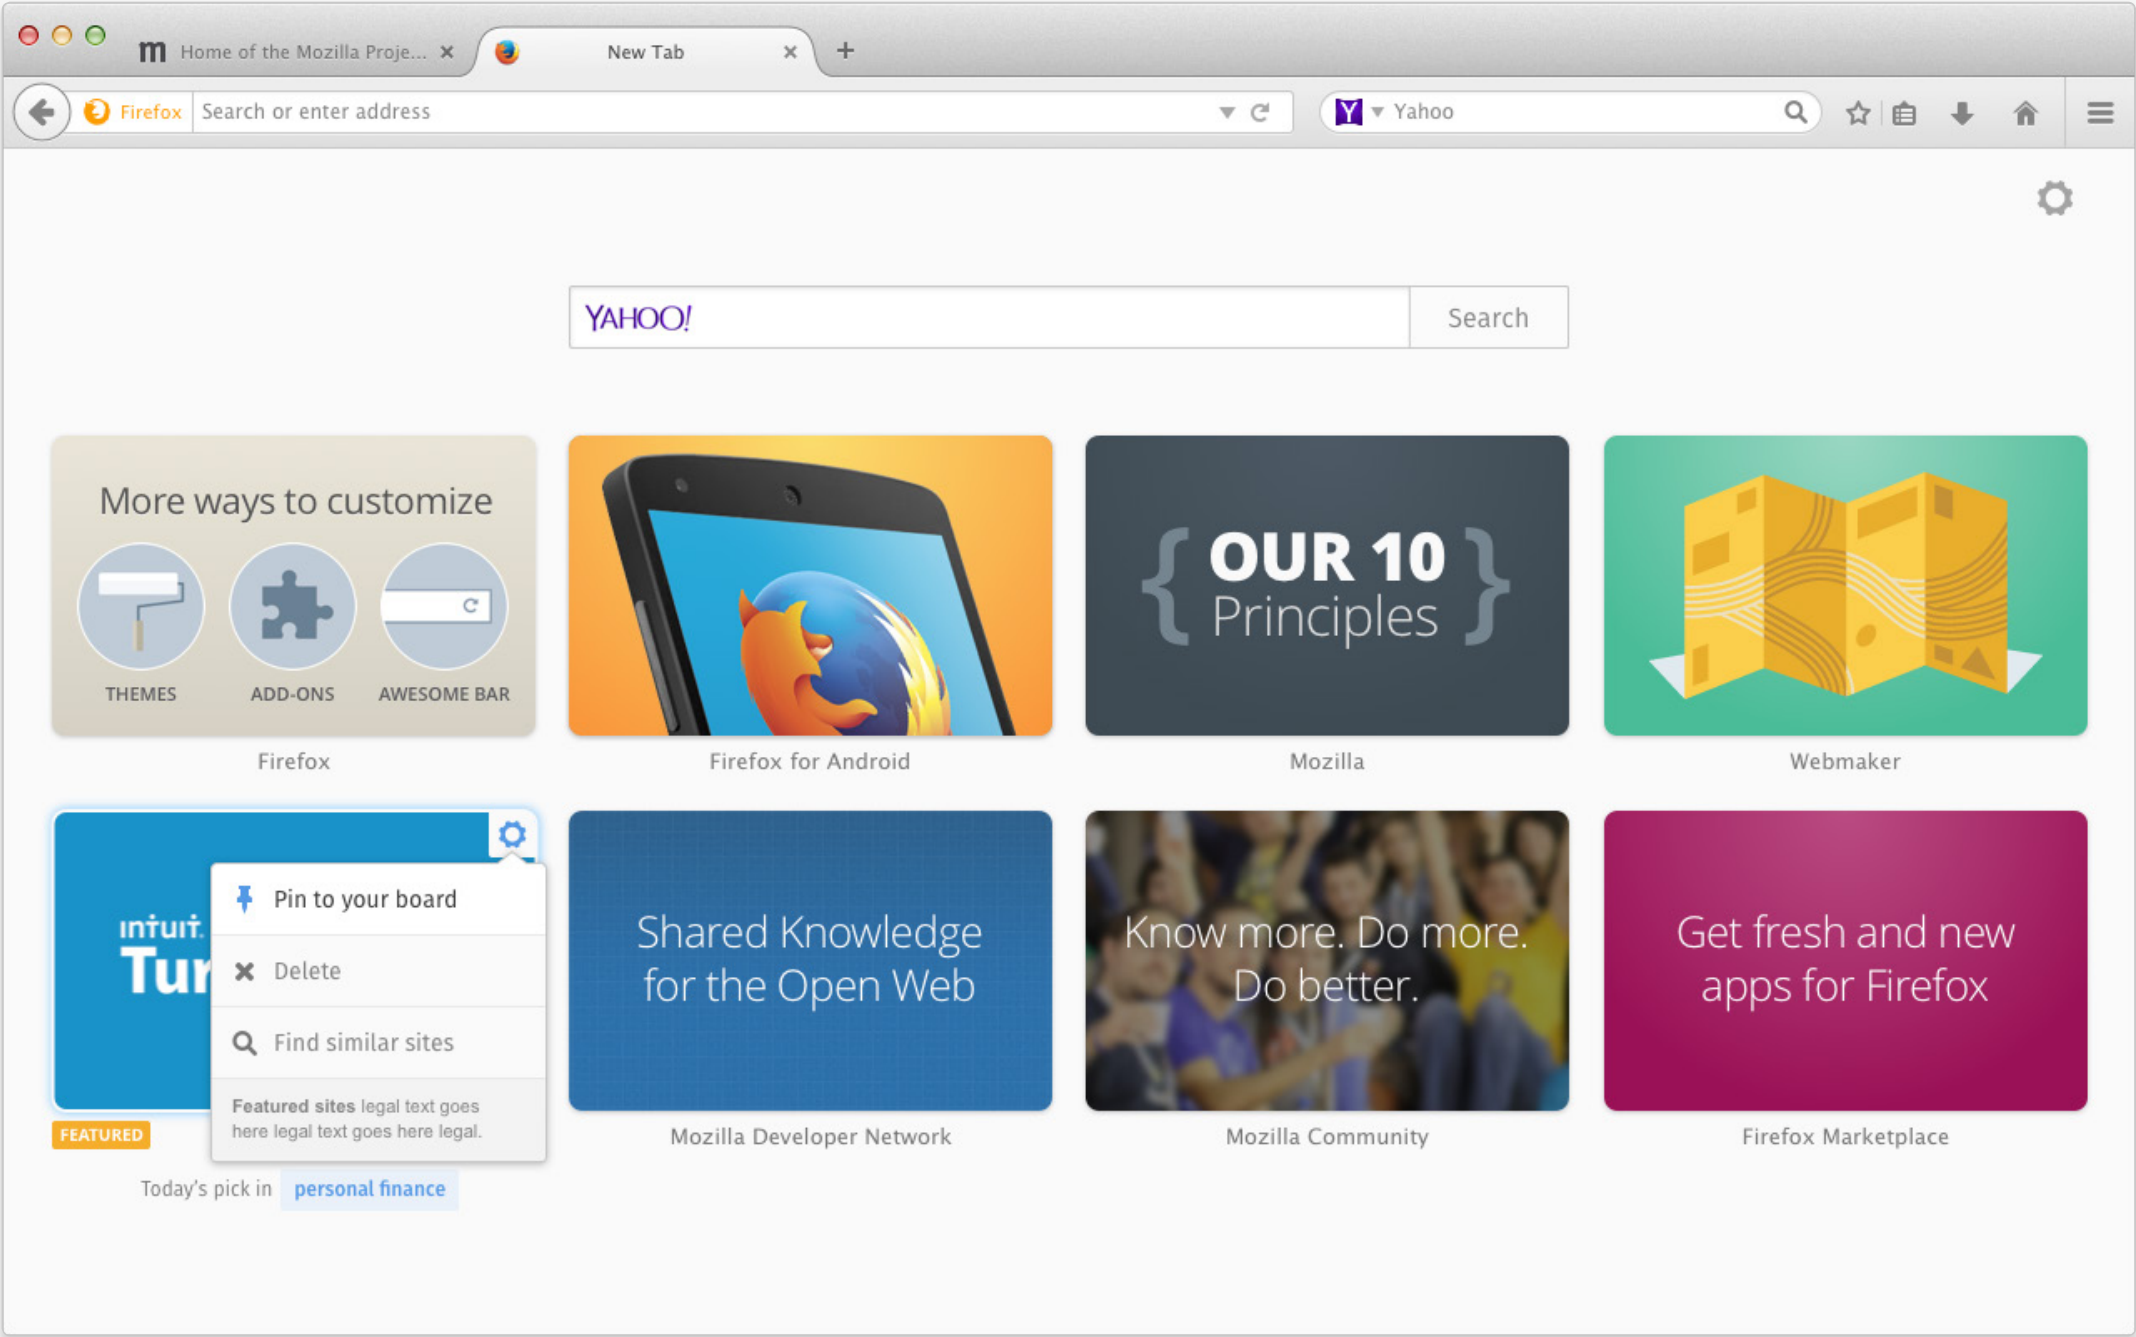 m Home of the Mozilla Proje...
New Tab
Firefox
Search or enter address
Y Yahoo
YAHOO!
Search
More ways to customize
THEMES
ADD-ONS
AWESOME BAR
Firefox
Firefox for Android
{ OUR 10 }
Principles
Mozilla
Webmaker
intuit.
Tur
Pin to your board
Delete
Find similar sites
Featured sites legal text goes
here legal text goes here legal.
FEATURED
Today's pick in personal finance
Shared Knowledge
for the Open Web
Mozilla Developer Network
Know more. Do more.
Do better.
Mozilla Community
Get fresh and new
apps for Firefox
Firefox Marketplace